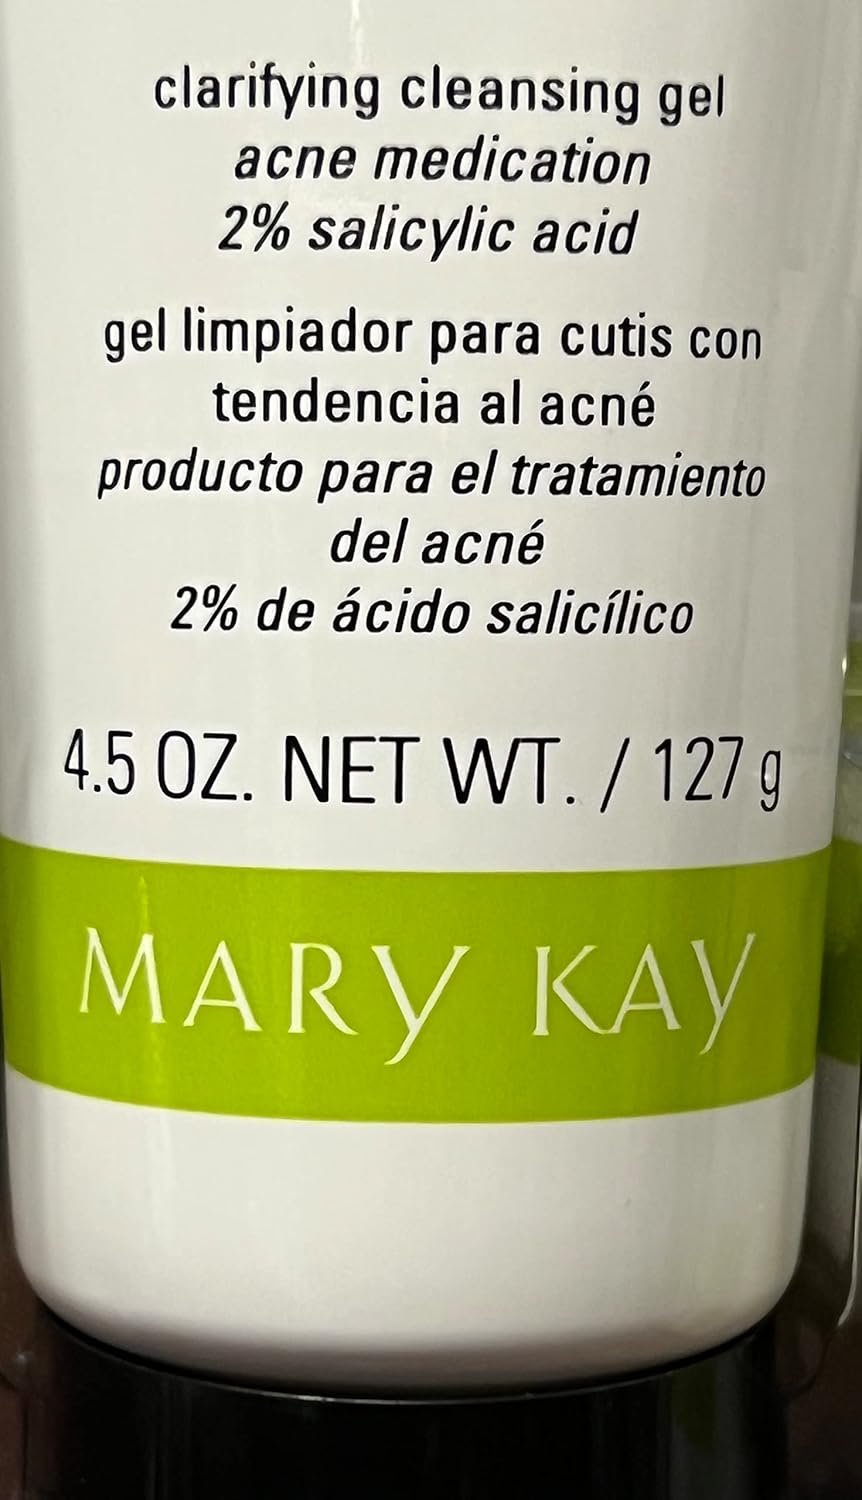 clarifying cleansing gel
acne medication
2% salicylic acid
gel limpiador para cutis con
tendencia al acné
producto para el tratamiento
del acné
2% de ácido salicílico
4.5 OZ. NET WT. / 127 g
MARY KAY